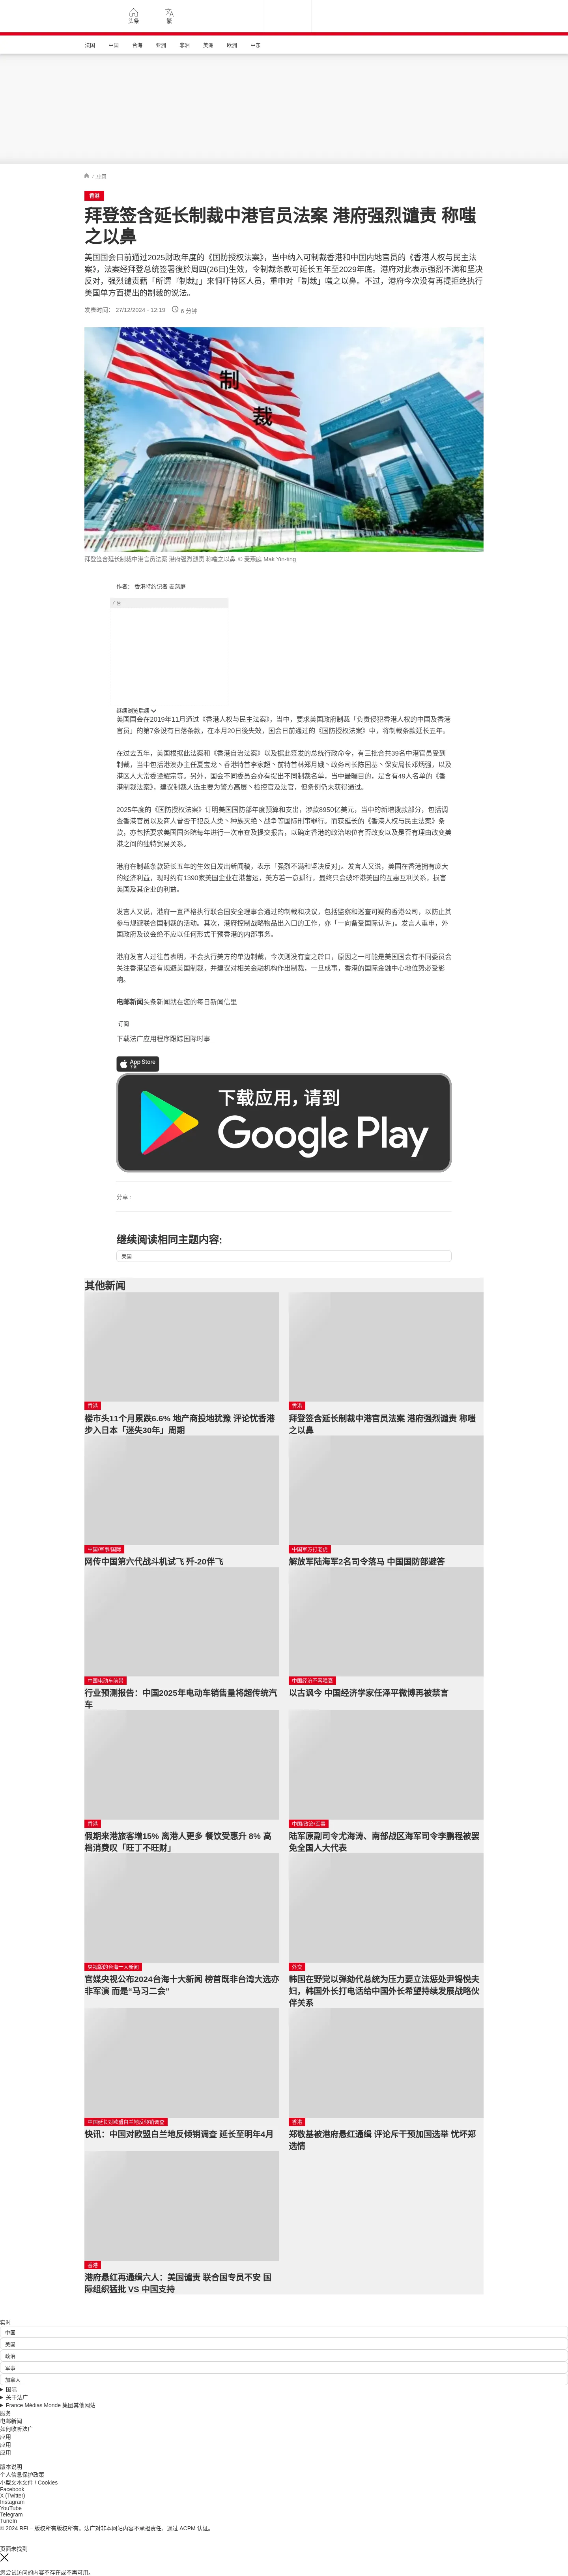 头条
繁
法国
中国
台海
亚洲
非洲
美洲
欧洲
中东
/ 中国
香港
拜登签含延长制裁中港官员法案 港府强烈谴责 称嗤之以鼻
美国国会日前通过2025财政年度的《国防授权法案》，当中纳入可制裁香港和中国内地官员的《香港人权与民主法案》，法案经拜登总统签署後於周四(26日)生效，令制裁条款可延长五年至2029年底。港府对此表示强烈不满和坚决反对，强烈谴责藉「所谓『制裁』」来恫吓特区人员，重申对「制裁」嗤之以鼻。不过，港府今次没有再提拒绝执行美国单方面提出的制裁的说法。
发表时间： 27/12/2024 - 12:19
6 分钟
制
裁
拜登签含延长制裁中港官员法案 港府强烈谴责 称嗤之以鼻 © 麦燕庭 Mak Yin-ting
作者： 香港特约记者 麦燕庭
广告
继续浏览后续
美国国会在2019年11月通过《香港人权与民主法案》，当中，要求美国政府制裁「负责侵犯香港人权的中国及香港官员」的第7条设有日落条款，在本月20日後失效，国会日前通过的《国防授权法案》中，将制裁条款延长五年。
在过去五年，美国根据此法案和《香港自治法案》以及据此签发的总统行政命令，有三批合共39名中港官员受到制裁，当中包括港澳办主任夏宝龙丶香港特首李家超丶前特首林郑月娥丶政务司长陈国基丶保安局长邓炳强，以及港区人大常委谭耀宗等。另外，国会不同委员会亦有提出不同制裁名单，当中最瞩目的，是含有49人名单的《香港制裁法案》，建议制裁人选主要为警方高层丶检控官及法官，但条例仍未获得通过。
2025年度的《国防授权法案》订明美国国防部年度预算和支出，涉款8950亿美元，当中的新增拨款部分，包括调查香港官员以及商人曾否干犯反人类丶种族灭绝丶战争等国际刑事罪行。而获延长的《香港人权与民主法案》条款，亦包括要求美国国务院每年进行一次审查及提交报告，以确定香港的政治地位有否改变以及是否有理由改变美港之间的独特贸易关系。
港府在制裁条款延长五年的生效日发出新闻稿，表示「强烈不满和坚决反对」。发言人又说，美国在香港拥有庞大的经济利益，现时约有1390家美国企业在港营运，美方若一意孤行，最终只会破坏港美国的互惠互利关系，损害美国及其企业的利益。
发言人又说，港府一直严格执行联合国安全理事会通过的制裁和决议，包括监察和巡查可疑的香港公司，以防止其参与规避联合国制裁的活动。其次，港府控制战略物品出入口的工作，亦「一向备受国际认许」。发言人重申，外国政府及议会绝不应以任何形式干预香港的内部事务。
港府发言人过往曾表明，不会执行美方的单边制裁，今次则没有宣之於口，原因之一可能是美国国会有不同委员会关注香港是否有规避美国制裁，并建议对相关金融机构作出制裁，一旦成事，香港的国际金融中心地位势必受影响。
电邮新闻头条新闻就在您的每日新闻信里
订阅
下载法广应用程序跟踪国际时事
App Store
下载
下载应用，请到
Google Play
分享 :
继续阅读相同主题内容:
美国
其他新闻
香港
楼市头11个月累跌6.6% 地产商投地犹豫 评论忧香港步入日本「迷失30年」周期
香港
拜登签含延长制裁中港官员法案 港府强烈谴责 称嗤之以鼻
中国/军事/国际
网传中国第六代战斗机试飞 歼-20伴飞
中国军方打老虎
解放军陆海军2名司令落马 中国国防部避答
中国电动车前景
行业预测报告：中国2025年电动车销售量将超传统汽车
中国经济不容唱衰
以古讽今 中国经济学家任泽平微博再被禁言
香港
假期来港旅客增15% 离港人更多 餐饮受惠升 8% 高档消费叹「旺丁不旺财」
中国/政治/军事
陆军原副司令尤海涛、南部战区海军司令李鹏程被罢免全国人大代表
央视版的台海十大新闻
官媒央视公布2024台海十大新闻 榜首既非台湾大选亦非军演 而是“马习二会”
外交
韩国在野党以弹劾代总统为压力要立法惩处尹锡悦夫妇，韩国外长打电话给中国外长希望持续发展战略伙伴关系
中国延长对欧盟白兰地反倾销调查
快讯：中国对欧盟白兰地反倾销调查 延长至明年4月
香港
郑敬基被港府悬红通缉 评论斥干预加国选举 忧坏郑选情
香港
港府悬红再通缉六人：美国谴责 联合国专员不安 国际组织猛批 VS 中国支持
实时
中国
美国
政治
军事
加拿大
国际
关于法广
France Médias Monde 集团其他网站
服务
电邮新闻
如何收听法广
应用
应用
应用
版本说明
个人信息保护政策
小型文本文件 / Cookies
Facebook
X (Twitter)
Instagram
YouTube
Telegram
TuneIn
© 2024 RFI – 版权所有版权所有。法广对非本网站内容不承担责任。通过 ACPM 认证。
页面未找到
您尝试访问的内容不存在或不再可用。